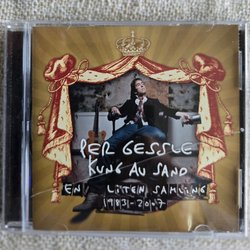 PER GESSLE
KUNG AV SAND
EN LITEN SAMLING
1983-2007